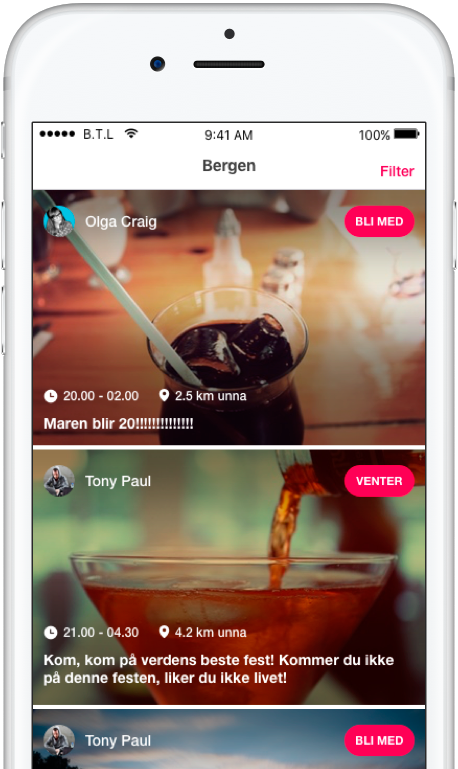 B.T.L 9:41 AM 100%
Bergen
Filter
Olga Craig BLI MED
20.00 - 02.00 2.5 km unna
Maren blir 20!!!!!!!!!!!!!!
Tony Paul VENTER
21.00 - 04.30 4.2 km unna
Kom, kom på verdens beste fest! Kommer du ikke
på denne festen, liker du ikke livet!
Tony Paul BLI MED